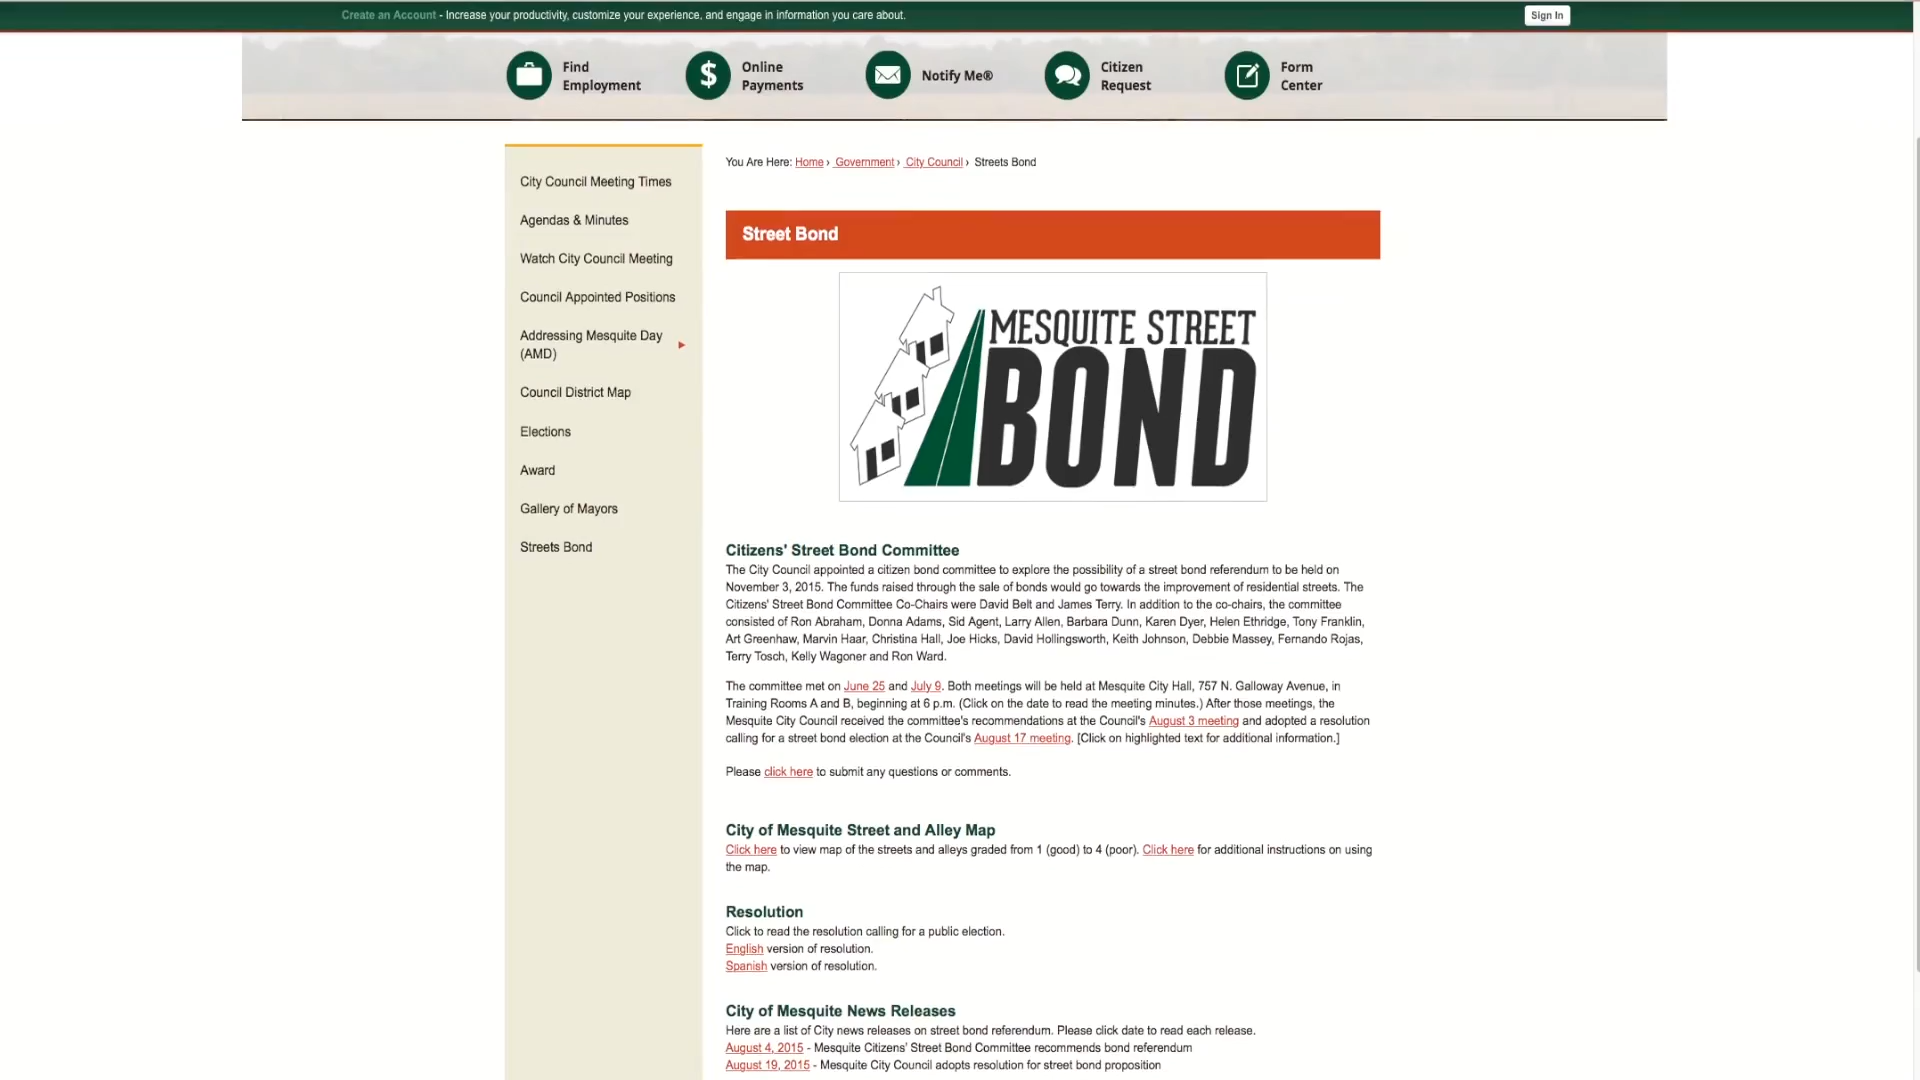 Create an Account - Increase your productivity, customize your experience, and engage in information you care about.
Sign In
Find
Employment
Online
Payments
Notify Me®
Citizen
Request
Form
Center
City Council Meeting Times
Agendas & Minutes
Watch City Council Meeting
Council Appointed Positions
Addressing Mesquite Day
(AMD)
Council District Map
Elections
Award
Gallery of Mayors
Streets Bond
You Are Here: Home › Government › City Council › Streets Bond
Street Bond
MESQUITE STREET
BOND
Citizens' Street Bond Committee
The City Council appointed a citizen bond committee to explore the possibility of a street bond referendum to be held on
November 3, 2015. The funds raised through the sale of bonds would go towards the improvement of residential streets. The
Citizens' Street Bond Committee Co-Chairs were David Belt and James Terry. In addition to the co-chairs, the committee
consisted of Ron Abraham, Donna Adams, Sid Agent, Larry Allen, Barbara Dunn, Karen Dyer, Helen Ethridge, Tony Franklin,
Art Greenhaw, Marvin Haar, Christina Hall, Joe Hicks, David Hollingsworth, Keith Johnson, Debbie Massey, Fernando Rojas,
Terry Tosch, Kelly Wagoner and Ron Ward.
The committee met on June 25 and July 9. Both meetings will be held at Mesquite City Hall, 757 N. Galloway Avenue, in
Training Rooms A and B, beginning at 6 p.m. (Click on the date to read the meeting minutes.) After those meetings, the
Mesquite City Council received the committee's recommendations at the Council's August 3 meeting and adopted a resolution
calling for a street bond election at the Council's August 17 meeting. [Click on highlighted text for additional information.]
Please click here to submit any questions or comments.
City of Mesquite Street and Alley Map
Click here to view map of the streets and alleys graded from 1 (good) to 4 (poor). Click here for additional instructions on using
the map.
Resolution
Click to read the resolution calling for a public election.
English version of resolution.
Spanish version of resolution.
City of Mesquite News Releases
Here are a list of City news releases on street bond referendum. Please click date to read each release.
August 4, 2015 - Mesquite Citizens' Street Bond Committee recommends bond referendum
August 19, 2015 - Mesquite City Council adopts resolution for street bond proposition